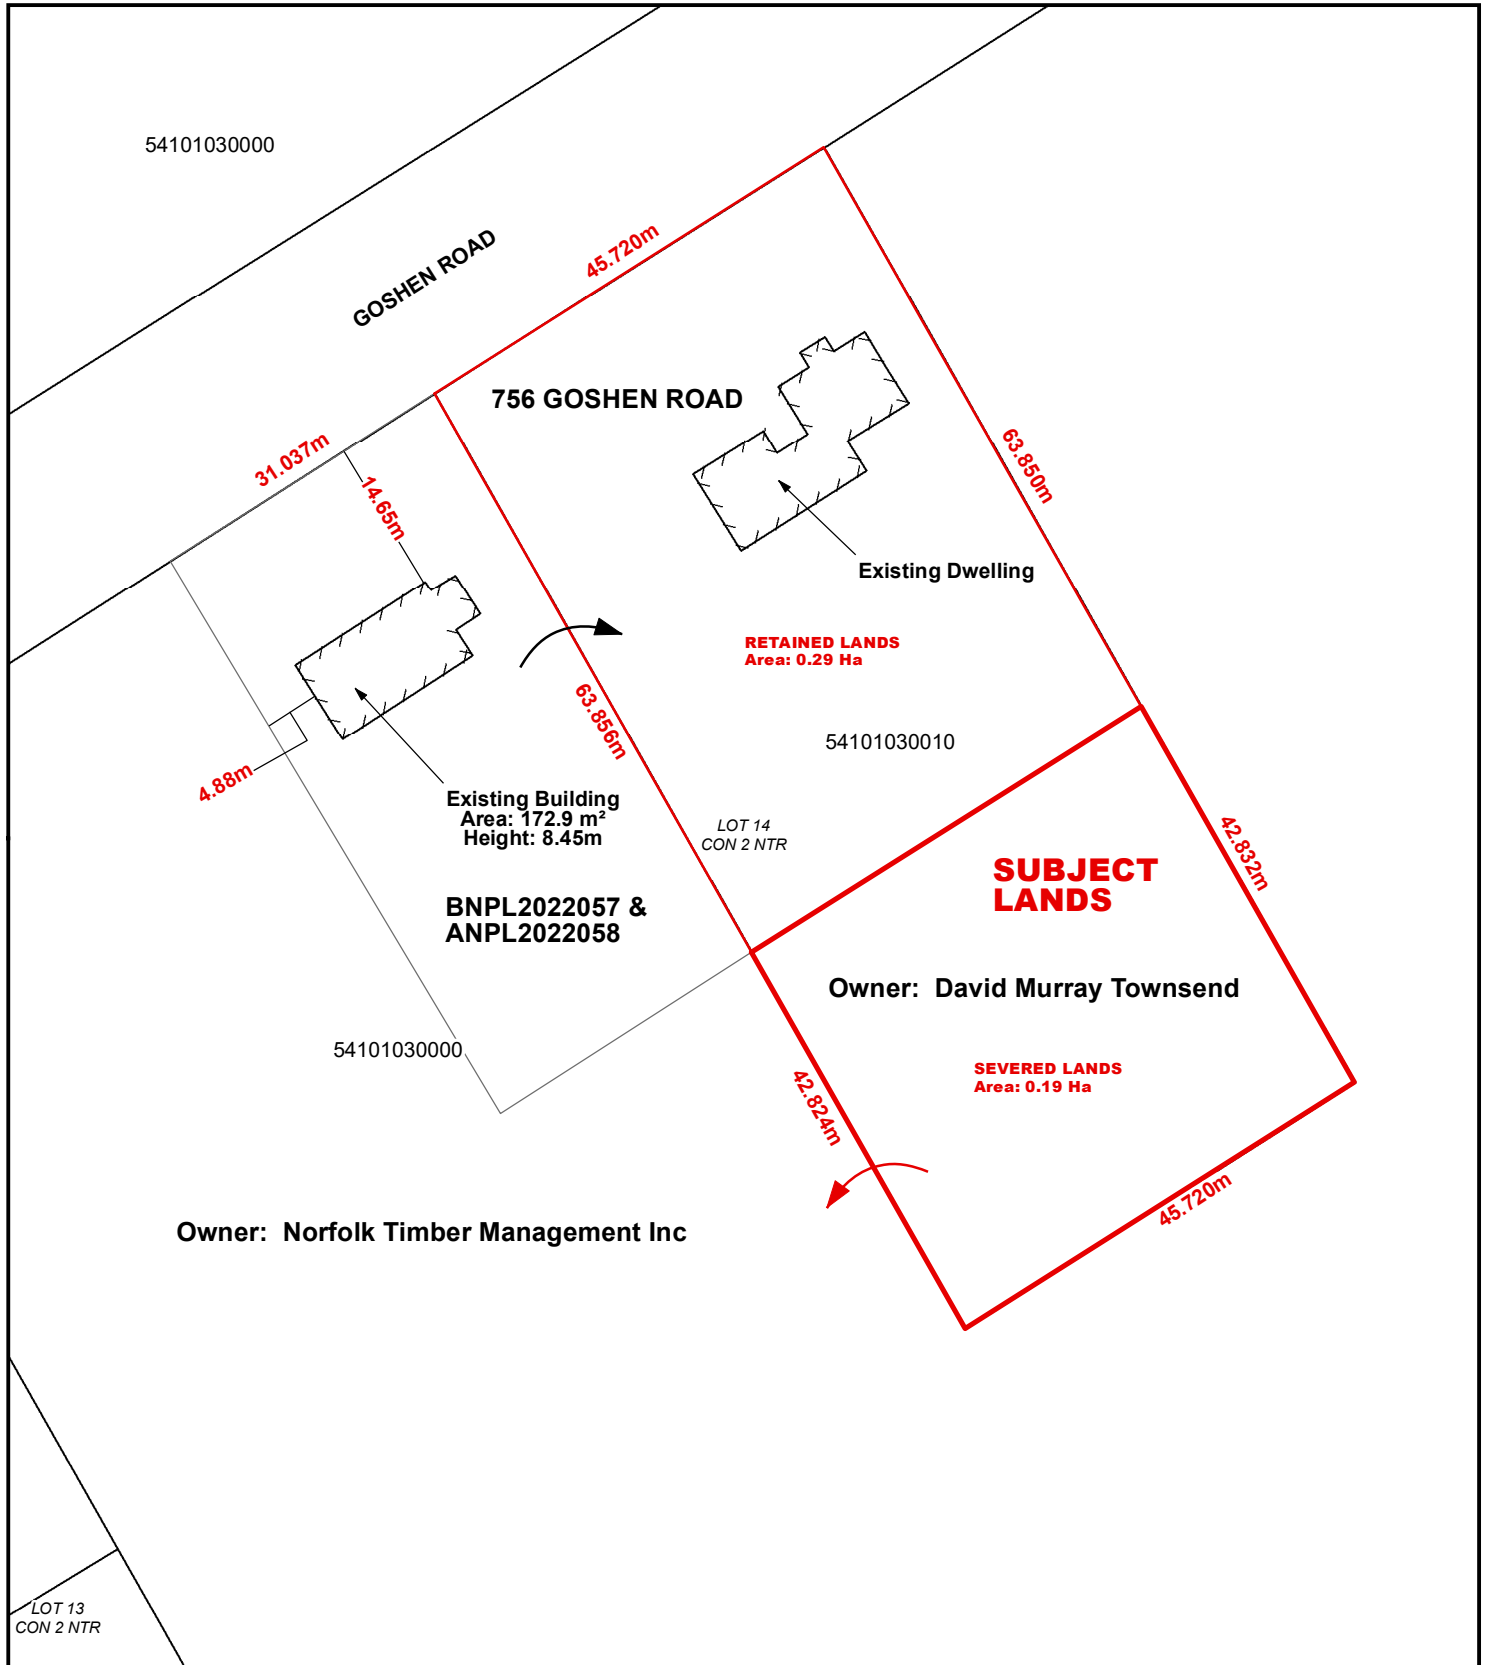 54101030000
GOSHEN ROAD
45.720m
756 GOSHEN ROAD
31.037m
14.65m
63.850m
Existing Dwelling
RETAINED LANDS
Area: 0.29 Ha
63.856m
54101030010
4.88m
Existing Building
Area: 172.9 m²
Height: 8.45m
LOT 14
CON 2 NTR
42.832m
SUBJECT
LANDS
BNPL2022057 &
ANPL2022058
Owner: David Murray Townsend
54101030000
SEVERED LANDS
Area: 0.19 Ha
42.824m
45.720m
Owner: Norfolk Timber Management Inc
LOT 13
CON 2 NTR